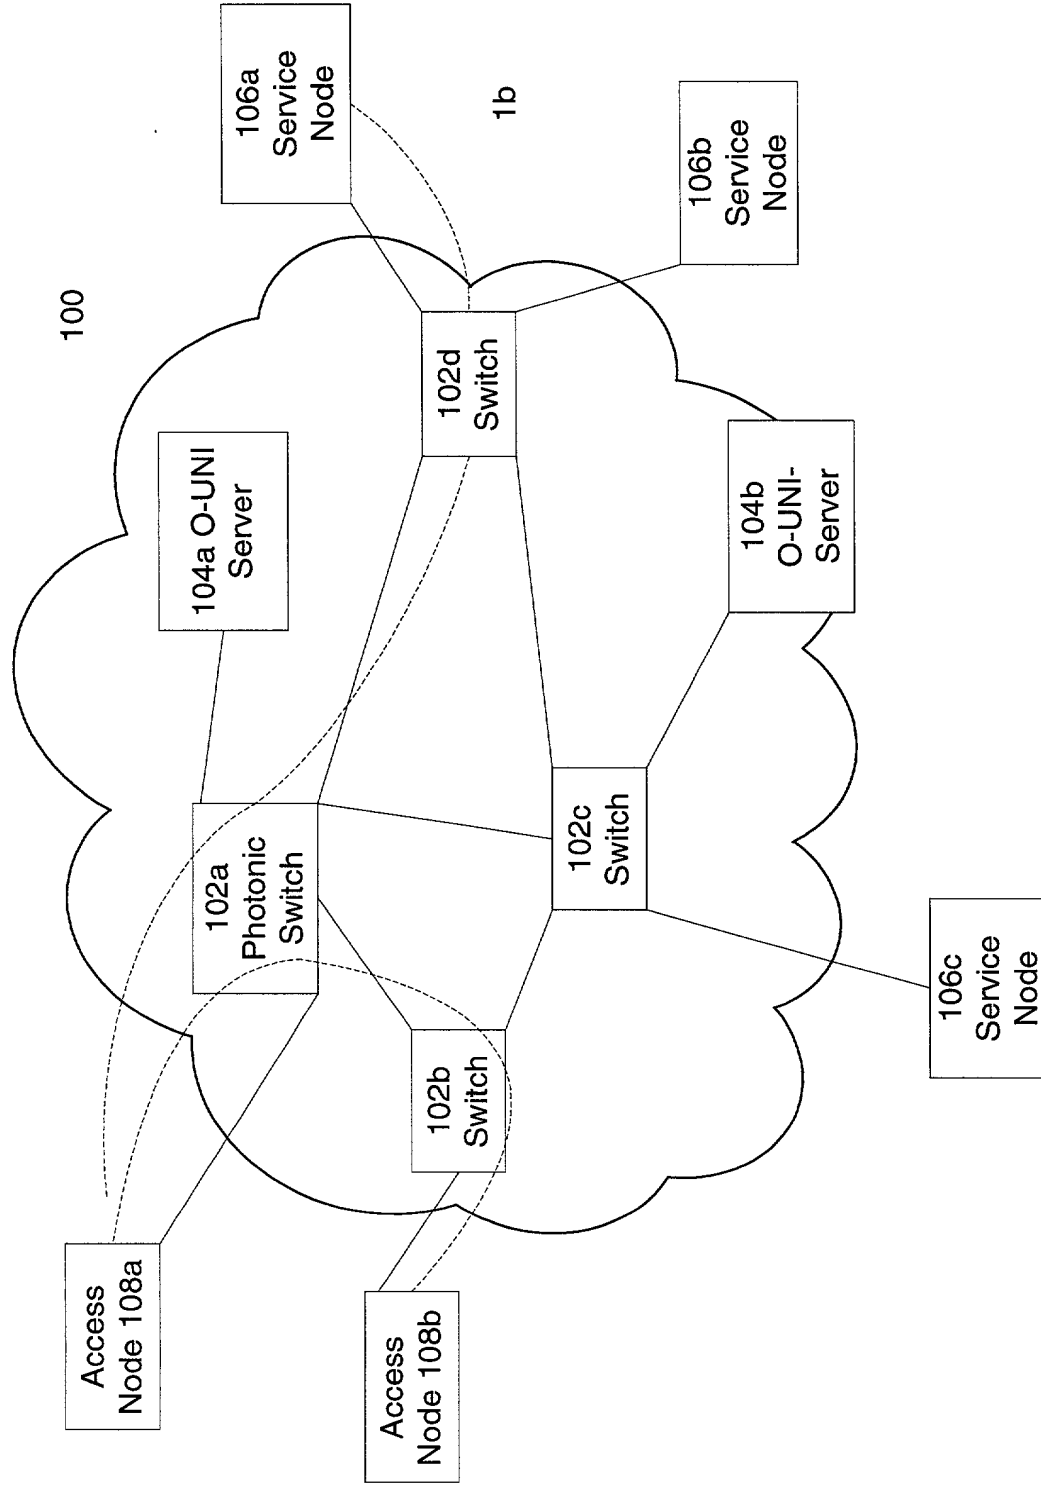 Access
Node 108a
Access
Node 108b
102a
Photonic
Switch
102b
Switch
102c
Switch
102d
Switch
104a O-UNI
Server
104b
O-UNI-
Server
100
106a
Service
Node
1b
106b
Service
Node
106c
Service
Node